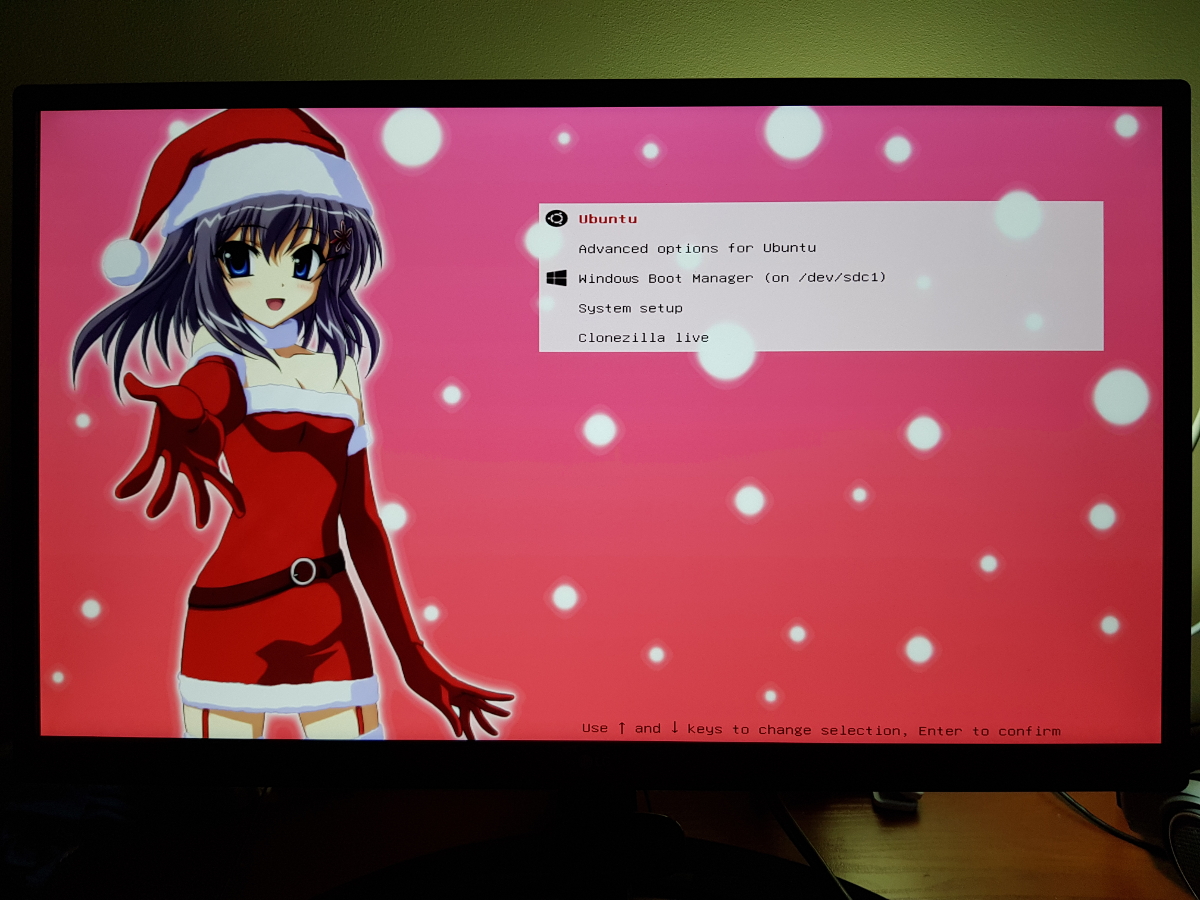 Ubuntu
Advanced options for Ubuntu
Windows Boot Manager (on /dev/sdc1)
System setup
Clonezilla live
Use ↑ and ↓ keys to change selection, Enter to confirm